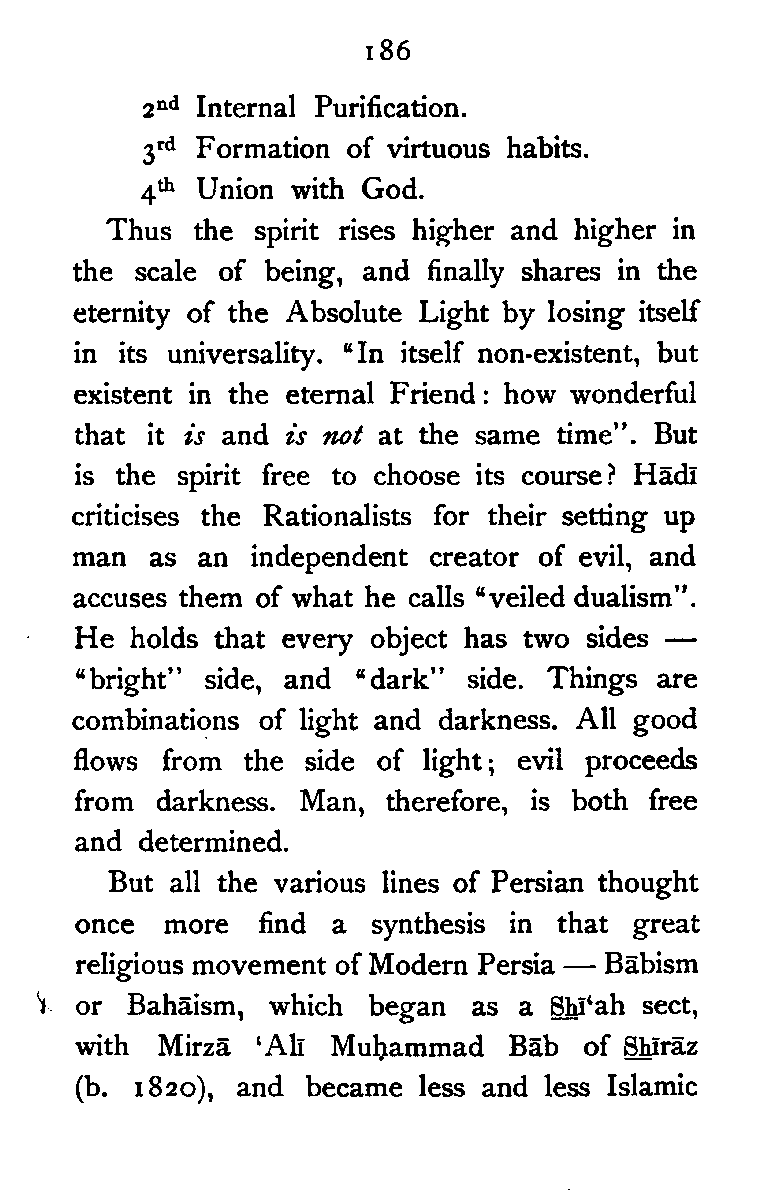 186
2nd Internal Purification.
3rd Formation of virtuous habits.
4th Union with God.
Thus the spirit rises higher and higher in
the scale of being, and finally shares in the
eternity of the Absolute Light by losing itself
in its universality. “In itself non-existent, but
existent in the eternal Friend: how wonderful
that it is and is not at the same time”. But
is the spirit free to choose its course? Hādī
criticises the Rationalists for their setting up
man as an independent creator of evil, and
accuses them of what he calls “veiled dualism”.
He holds that every object has two sides —
“bright” side, and “dark” side. Things are
combinations of light and darkness. All good
flows from the side of light; evil proceeds
from darkness. Man, therefore, is both free
and determined.
But all the various lines of Persian thought
once more find a synthesis in that great
religious movement of Modern Persia — Bābism
or Bahāism, which began as a Shī‘ah sect,
with Mirzā ‘Alī Muḥammad Bāb of Shīrāz
(b. 1820), and became less and less Islamic